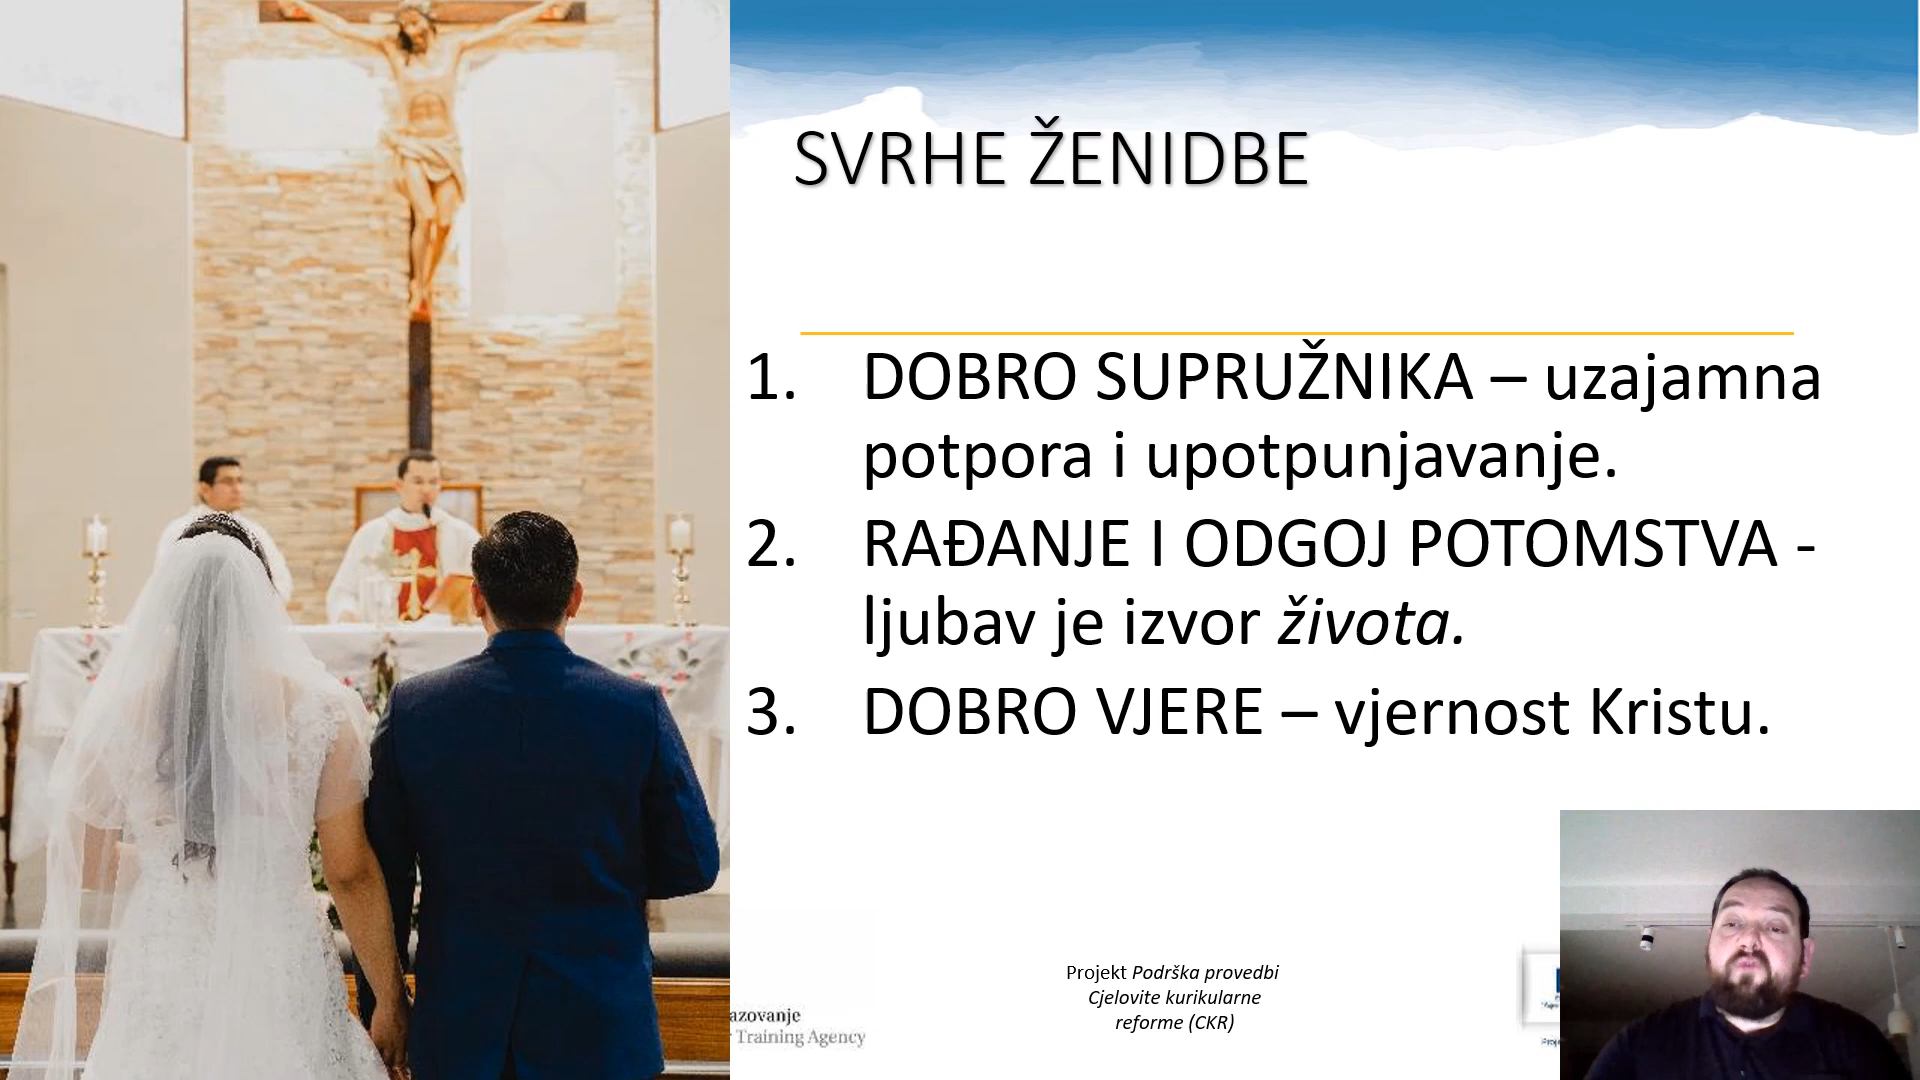 SVRHE ŽENIDBE
1. DOBRO SUPRUŽNIKA – uzajamna
potpora i upotpunjavanje.
2. RAĐANJE I ODGOJ POTOMSTVA -
ljubav je izvor života.
3. DOBRO VJERE – vjernost Kristu.
Projekt Podrška provedbi
Cjelovite kurikularne
reforme (CKR)
azovanje
Training Agency